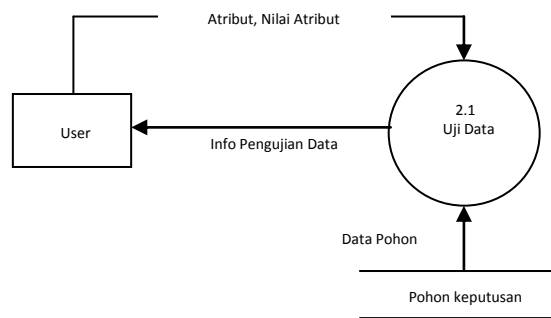 Atribut, Nilai Atribut
2.1
Uji Data
User
Info Pengujian Data
Data Pohon
Pohon keputusan